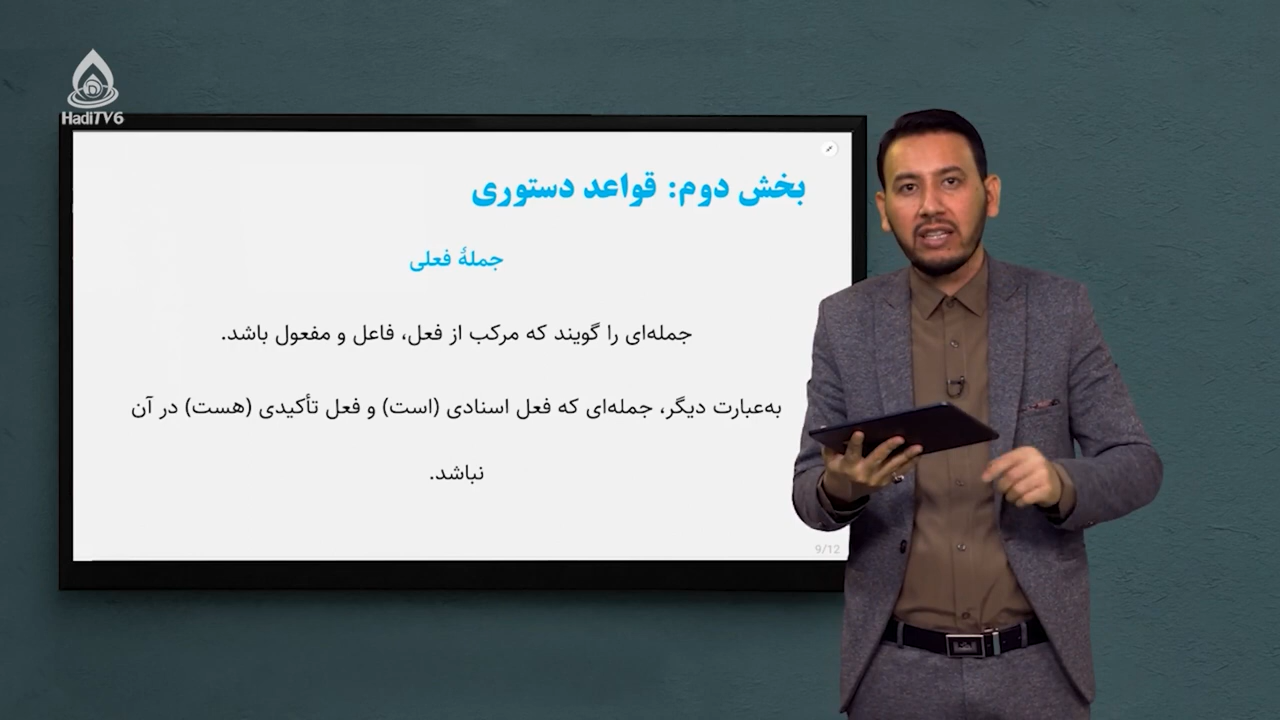 HadiTV6
بخش دوم: قواعد دستوری
جملهٔ فعلی
جمله‌ای را گویند که مرکب از فعل، فاعل و مفعول باشد.
به‌عبارت دیگر، جمله‌ای که فعل اسنادی (است) و فعل تأکیدی (هست) در آن
نباشد.
9/12